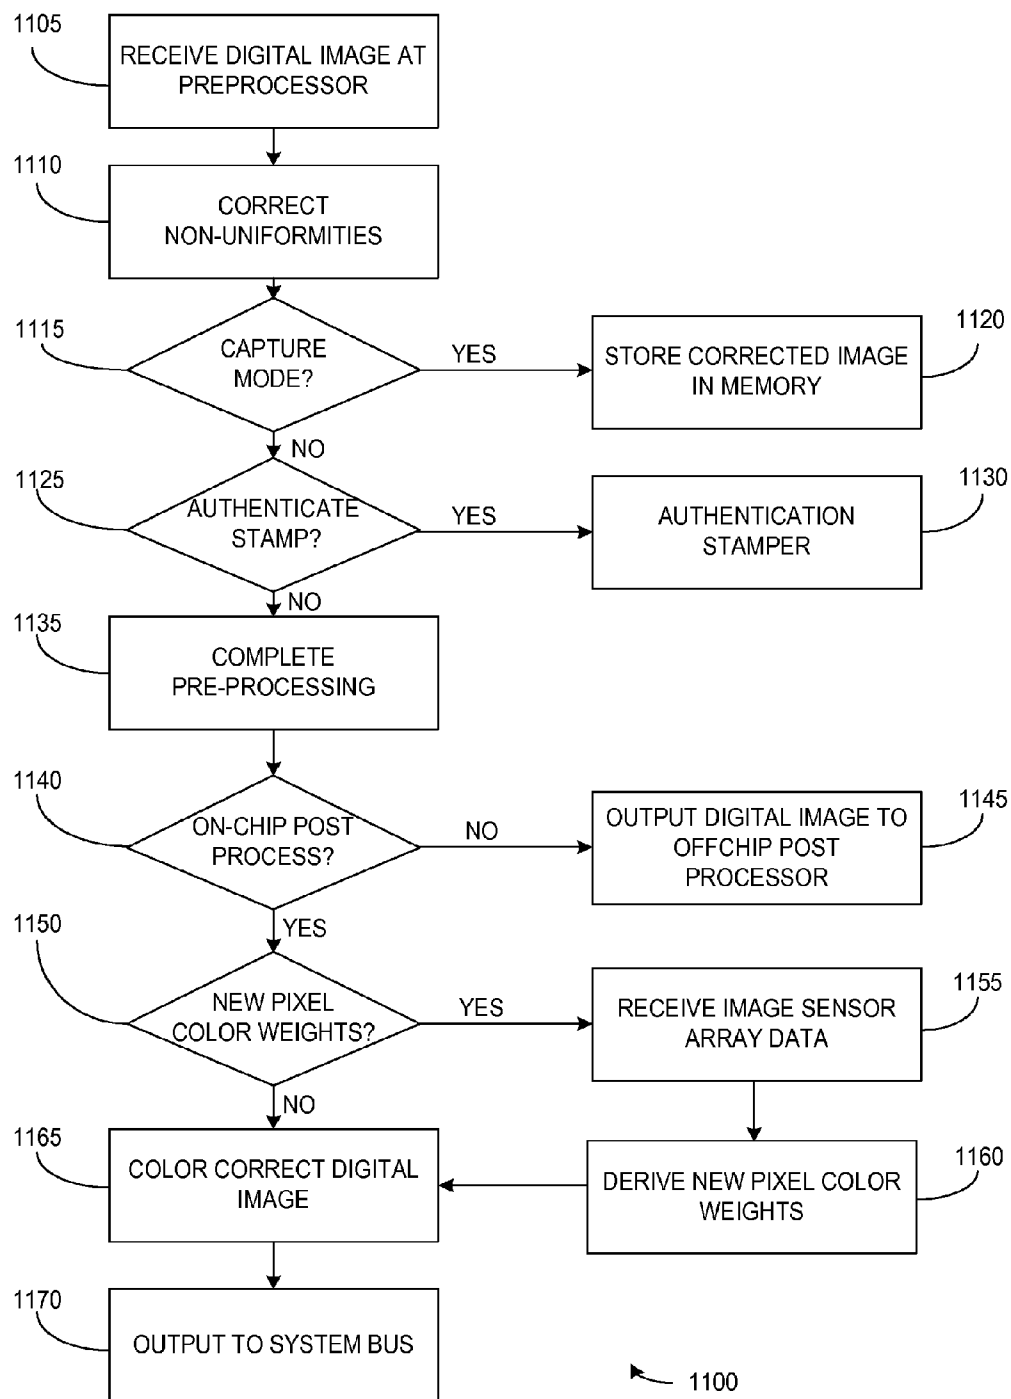 1105
RECEIVE DIGITAL IMAGE AT
PREPROCESSOR
1110
CORRECT
NON-UNIFORMITIES
1115
CAPTURE
MODE?
YES
1120
STORE CORRECTED IMAGE
IN MEMORY
NO
1125
AUTHENTICATE
STAMP?
YES
1130
AUTHENTICATION
STAMPER
NO
1135
COMPLETE
PRE-PROCESSING
1140
ON-CHIP POST
PROCESS?
NO
1145
OUTPUT DIGITAL IMAGE TO
OFFCHIP POST
PROCESSOR
YES
1150
NEW PIXEL
COLOR WEIGHTS?
YES
1155
RECEIVE IMAGE SENSOR
ARRAY DATA
NO
1165
COLOR CORRECT DIGITAL
IMAGE
1160
DERIVE NEW PIXEL COLOR
WEIGHTS
1170
OUTPUT TO SYSTEM BUS
1100